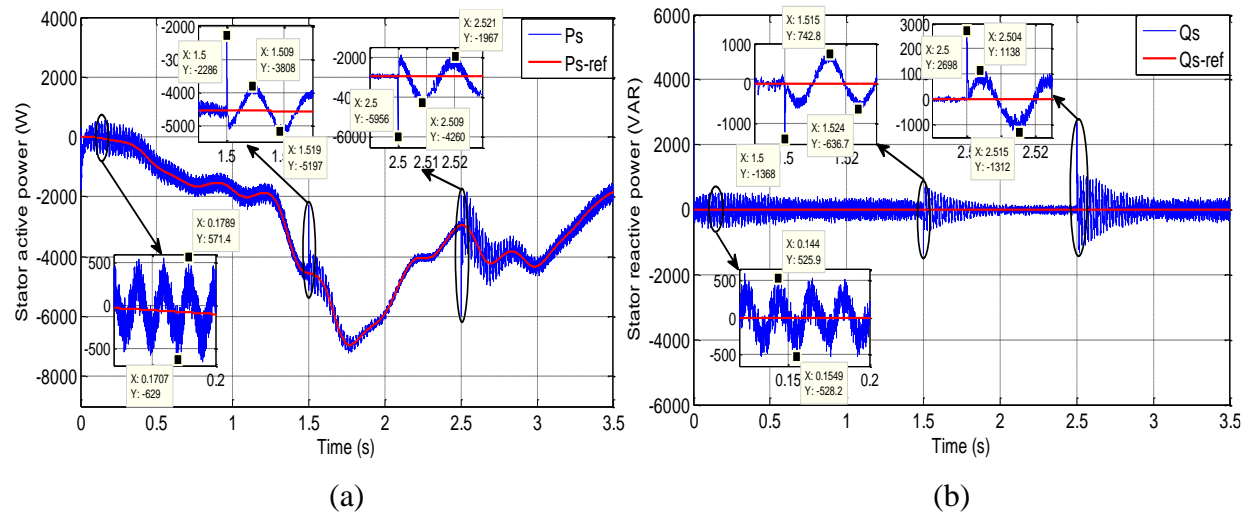 X: 1.509
Y: -3808
X: 2.521
Y: -1967
X: 1.5
Y: -2286
X: 1.519
Y: -5197
X: 2.5
Y: -5956
X: 2.509
Y: -4260
X: 0.1789
Y: 571.4
X: 0.1707
Y: -629
-2000
-4000
-5000
1.5
-2000
-4000
-6000
2.5
2.51
2.52
500
0
-500
0.2
Ps
Ps-ref
4000
2000
0
-2000
-4000
-6000
-8000
0
0.5
1
1.5
2
2.5
3
3.5
Stator active power (W)
Time (s)
(a)
X: 1.515
Y: 742.8
X: 2.5
Y: 2698
X: 2.504
Y: 1138
X: 1.5
Y: -1368
X: 1.524
Y: -636.7
X: 2.515
Y: -1312
X: 0.144
Y: 525.9
X: 0.1549
Y: -528.2
1000
0
-1000
1.52
3000
0
-1000
2.52
500
0
-500
0.15
0.2
Qs
Qs-ref
6000
4000
2000
0
-2000
-4000
-6000
0
0.5
1
1.5
2
2.5
3
3.5
Stator reactive power (VAR)
Time (s)
(b)